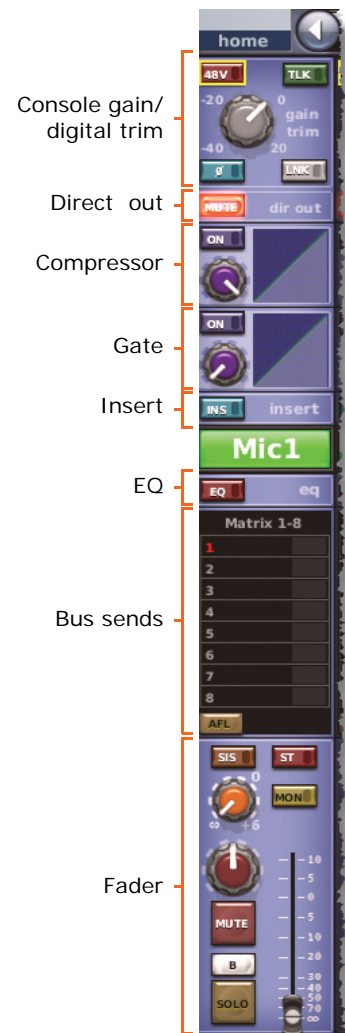 home
Console gain/
digital trim
48V
TLK
-20
0
gain
trim
-40
20
Ø
LNK
Direct out
MUTE
dir out
Compressor
ON
Gate
ON
Insert
INS
insert
Mic1
EQ
EQ
eq
Bus sends
Matrix 1-8
1
2
3
4
5
6
7
8
AFL
Fader
SIS
ST
0
MON
∞
+6
10
5
0
MUTE
5
10
B
20
30
40
SOLO
50
70
∞